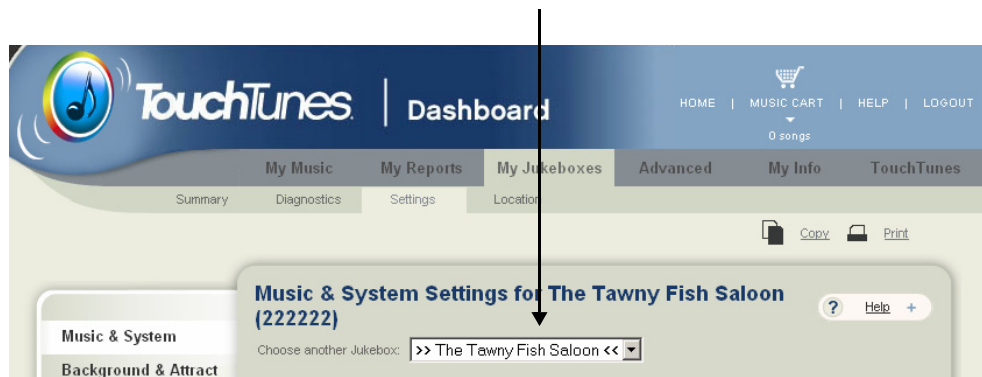 TouchTunes. | Dashboard
HOME | MUSIC CART | HELP | LOGOUT
0 songs
My Music My Reports My Jukeboxes Advanced My Info TouchTunes
Summary Diagnostics Settings Location
Copy Print
Music & System Settings for The Tawny Fish Saloon
(222222)
? Help +
Music & System
Choose another Jukebox: >> The Tawny Fish Saloon <<
Background & Attract